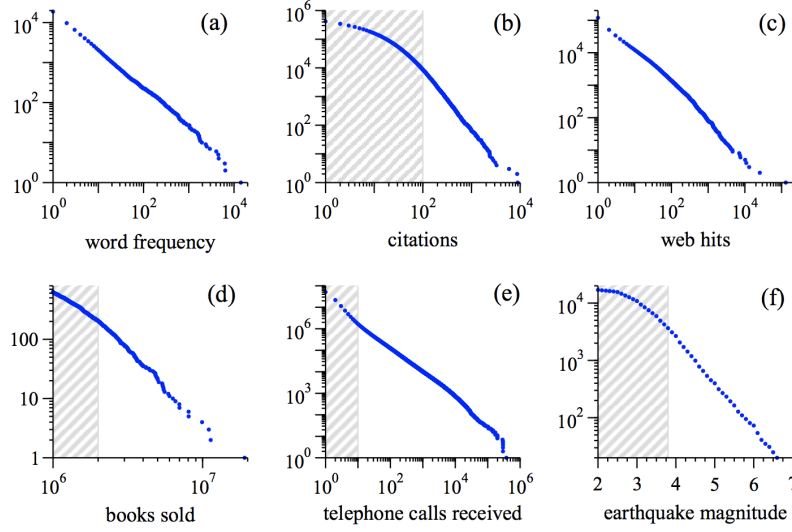 (a)
10^4
10^2
10^0
10^0 10^2 10^4
word frequency
(b)
10^6
10^4
10^2
10^0
10^0 10^2 10^4
citations
(c)
10^4
10^2
10^0
10^0 10^2 10^4
web hits
(d)
100
10
1
10^6 10^7
books sold
(e)
10^6
10^3
10^0
10^0 10^2 10^4 10^6
telephone calls received
(f)
10^4
10^3
10^2
2 3 4 5 6 7
earthquake magnitude